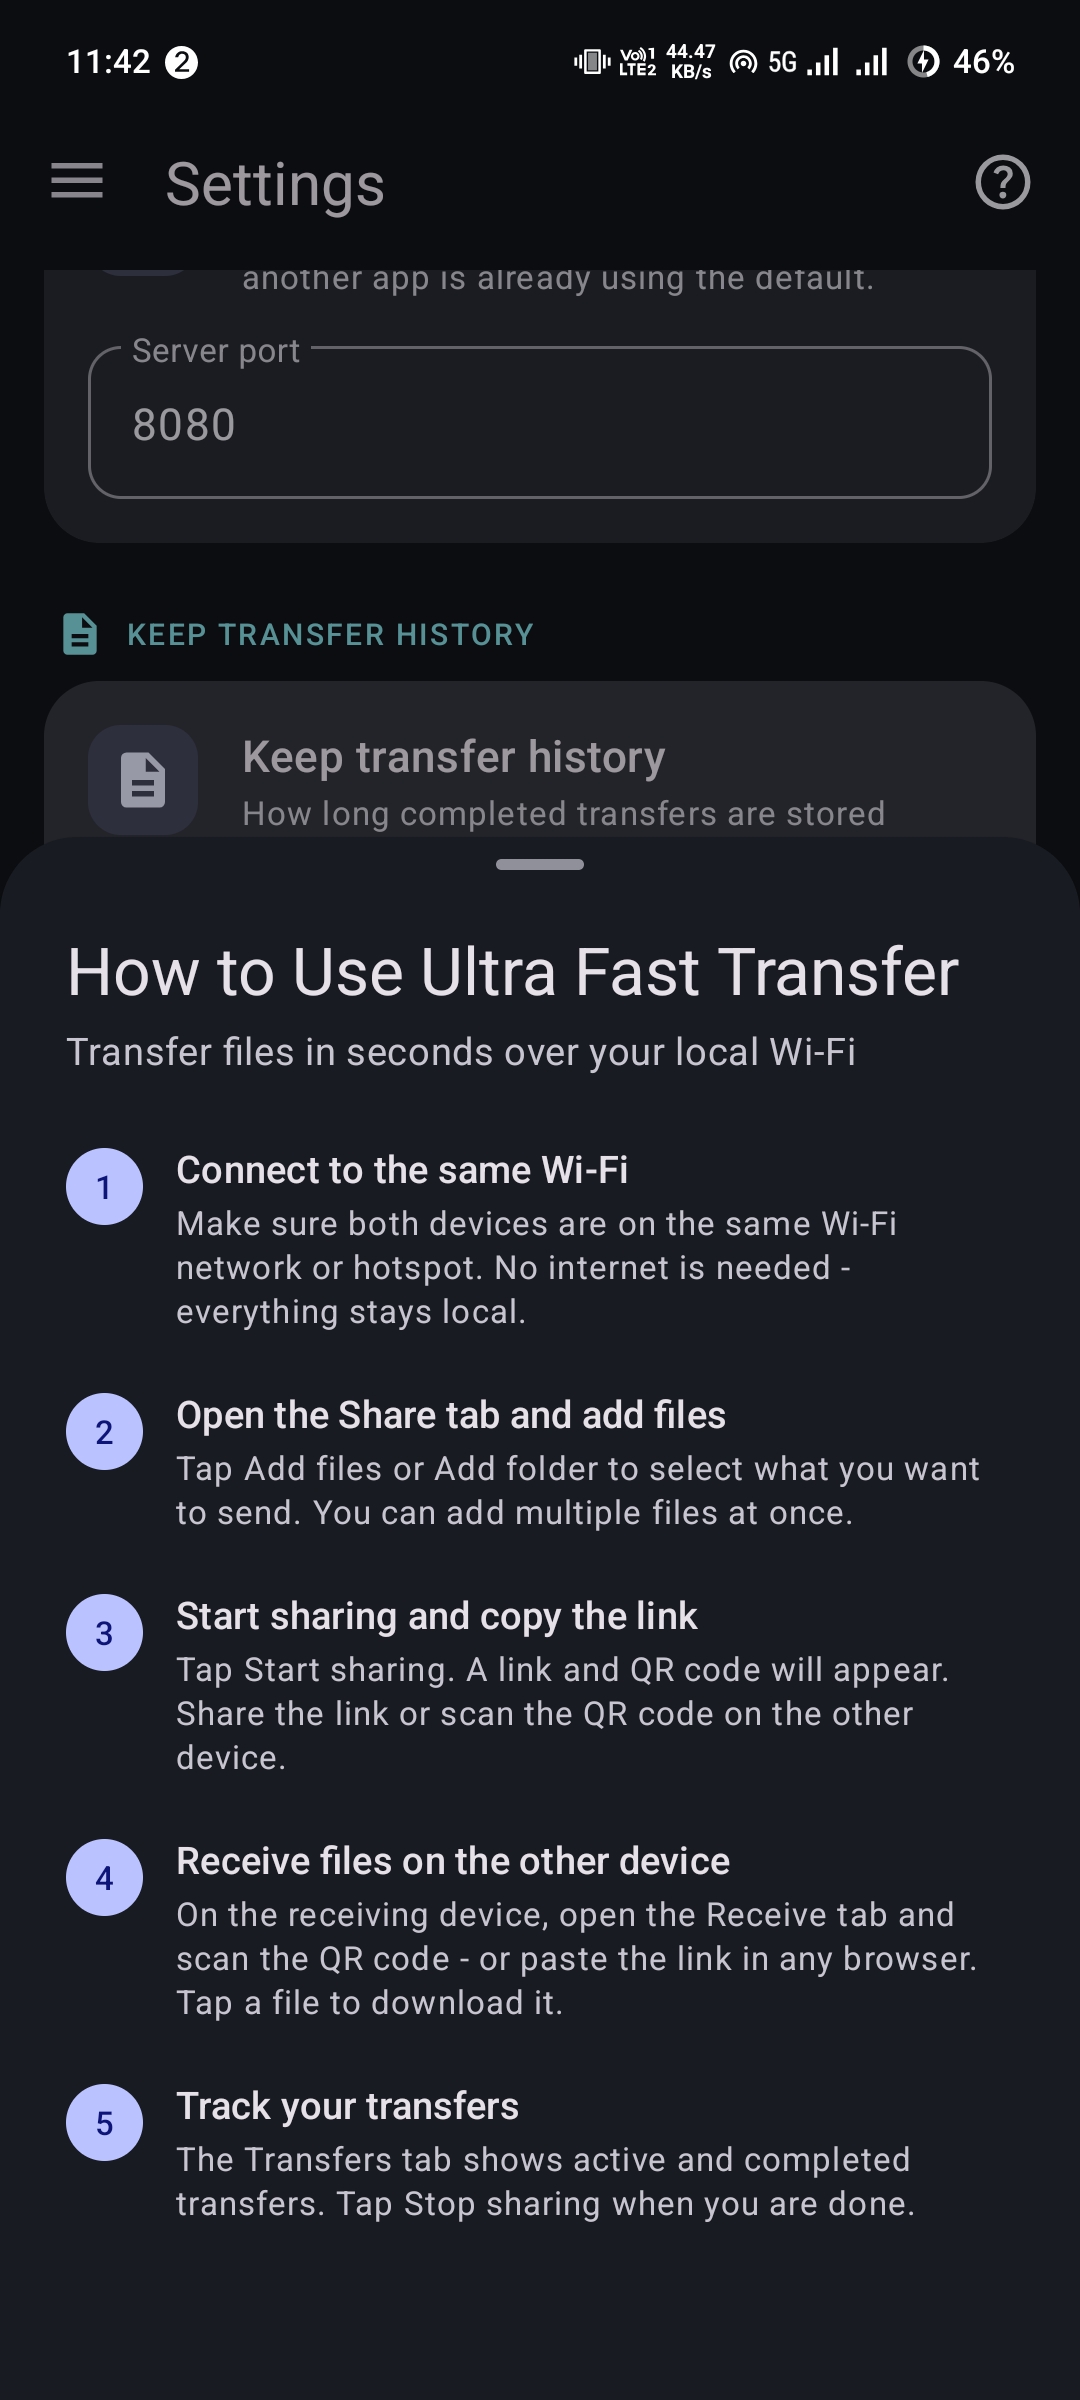 11:42 2 Vo)) 1 LTE2 44.47 KB/s 5G 46%
Settings
another app is already using the default.
Server port
8080
KEEP TRANSFER HISTORY
Keep transfer history
How long completed transfers are stored
How to Use Ultra Fast Transfer
Transfer files in seconds over your local Wi-Fi
1
Connect to the same Wi-Fi
Make sure both devices are on the same Wi-Fi
network or hotspot. No internet is needed -
everything stays local.
2
Open the Share tab and add files
Tap Add files or Add folder to select what you want
to send. You can add multiple files at once.
3
Start sharing and copy the link
Tap Start sharing. A link and QR code will appear.
Share the link or scan the QR code on the other
device.
4
Receive files on the other device
On the receiving device, open the Receive tab and
scan the QR code - or paste the link in any browser.
Tap a file to download it.
5
Track your transfers
The Transfers tab shows active and completed
transfers. Tap Stop sharing when you are done.